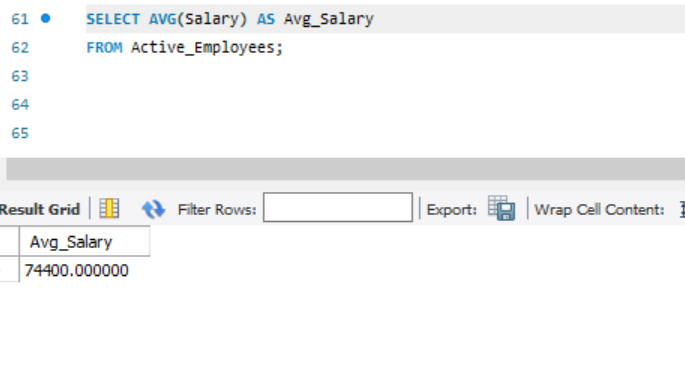 61 SELECT AVG(Salary) AS Avg_Salary
62 FROM Active_Employees;
63
64
65
Result Grid Filter Rows: Export: Wrap Cell Content:
Avg_Salary
74400.000000